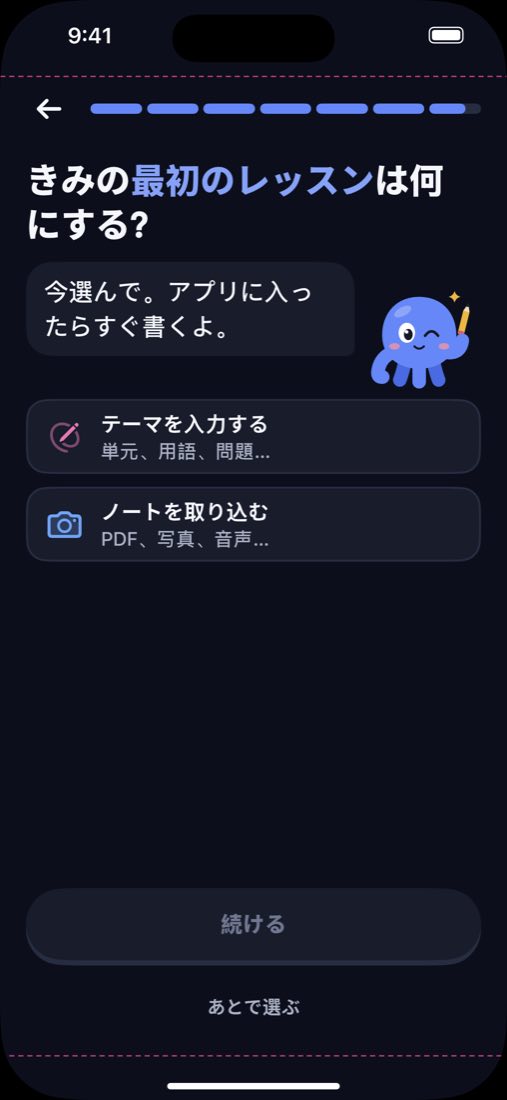 9:41
きみの最初のレッスンは何
にする?
今選んで。アプリに入っ
たらすぐ書くよ。
テーマを入力する
単元、用語、問題...
ノートを取り込む
PDF、写真、音声...
続ける
あとで選ぶ